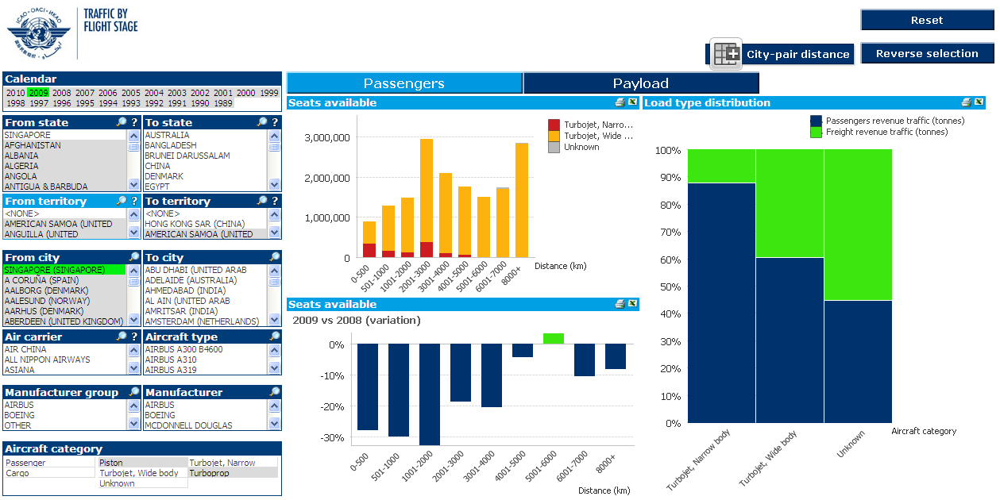 ICAO · OACI · ИКАО
TRAFFIC BY
FLIGHT STAGE
Reset
City-pair distance
Reverse selection
Calendar
2010 2009 2008 2007 2006 2005 2004 2003 2002 2001 2000 1999
1998 1997 1996 1995 1994 1993 1992 1991 1990 1989
From state ?
SINGAPORE
AFGHANISTAN
ALBANIA
ALGERIA
ANGOLA
ANTIGUA & BARBUDA
To state ?
AUSTRALIA
BANGLADESH
BRUNEI DARUSSALAM
CHINA
DENMARK
EGYPT
From territory ?
<NONE>
AMERICAN SAMOA (UNITED
ANGUILLA (UNITED
To territory ?
<NONE>
HONG KONG SAR (CHINA)
AMERICAN SAMOA (UNITED
From city
SINGAPORE (SINGAPORE)
A CORUÑA (SPAIN)
AALBORG (DENMARK)
AALESUND (NORWAY)
AARHUS (DENMARK)
ABERDEEN (UNITED KINGDOM)
To city
ABU DHABI (UNITED ARAB
ADELAIDE (AUSTRALIA)
AHMEDABAD (INDIA)
AL AIN (UNITED ARAB
AMRITSAR (INDIA)
AMSTERDAM (NETHERLANDS)
Air carrier ?
AIR CHINA
ALL NIPPON AIRWAYS
ASIANA
Aircraft type
AIRBUS A300 B4600
AIRBUS A310
AIRBUS A319
Manufacturer group
AIRBUS
BOEING
OTHER
Manufacturer
AIRBUS
BOEING
MCDONNELL DOUGLAS
Aircraft category
Passenger
Cargo
Piston
Turbojet, Wide body
Unknown
Turbojet, Narrow
Turboprop
Passengers
Payload
Seats available
Turbojet, Narro...
Turbojet, Wide ...
Unknown
3,000,000
2,000,000
1,000,000
0
0-500
501-1000
1001-2000
2001-3000
3001-4000
4001-5000
5001-6000
6001-7000
8000+
Distance (km)
Seats available
2009 vs 2008 (variation)
0%
-10%
-20%
-30%
0-500
501-1000
1001-2000
2001-3000
3001-4000
4001-5000
5001-6000
6001-7000
8000+
Distance (km)
Load type distribution
Passengers revenue traffic (tonnes)
Freight revenue traffic (tonnes)
100%
90%
80%
70%
60%
50%
40%
30%
20%
10%
0%
Turbojet, Narrow body
Turbojet, Wide body
Unknown
Aircraft category